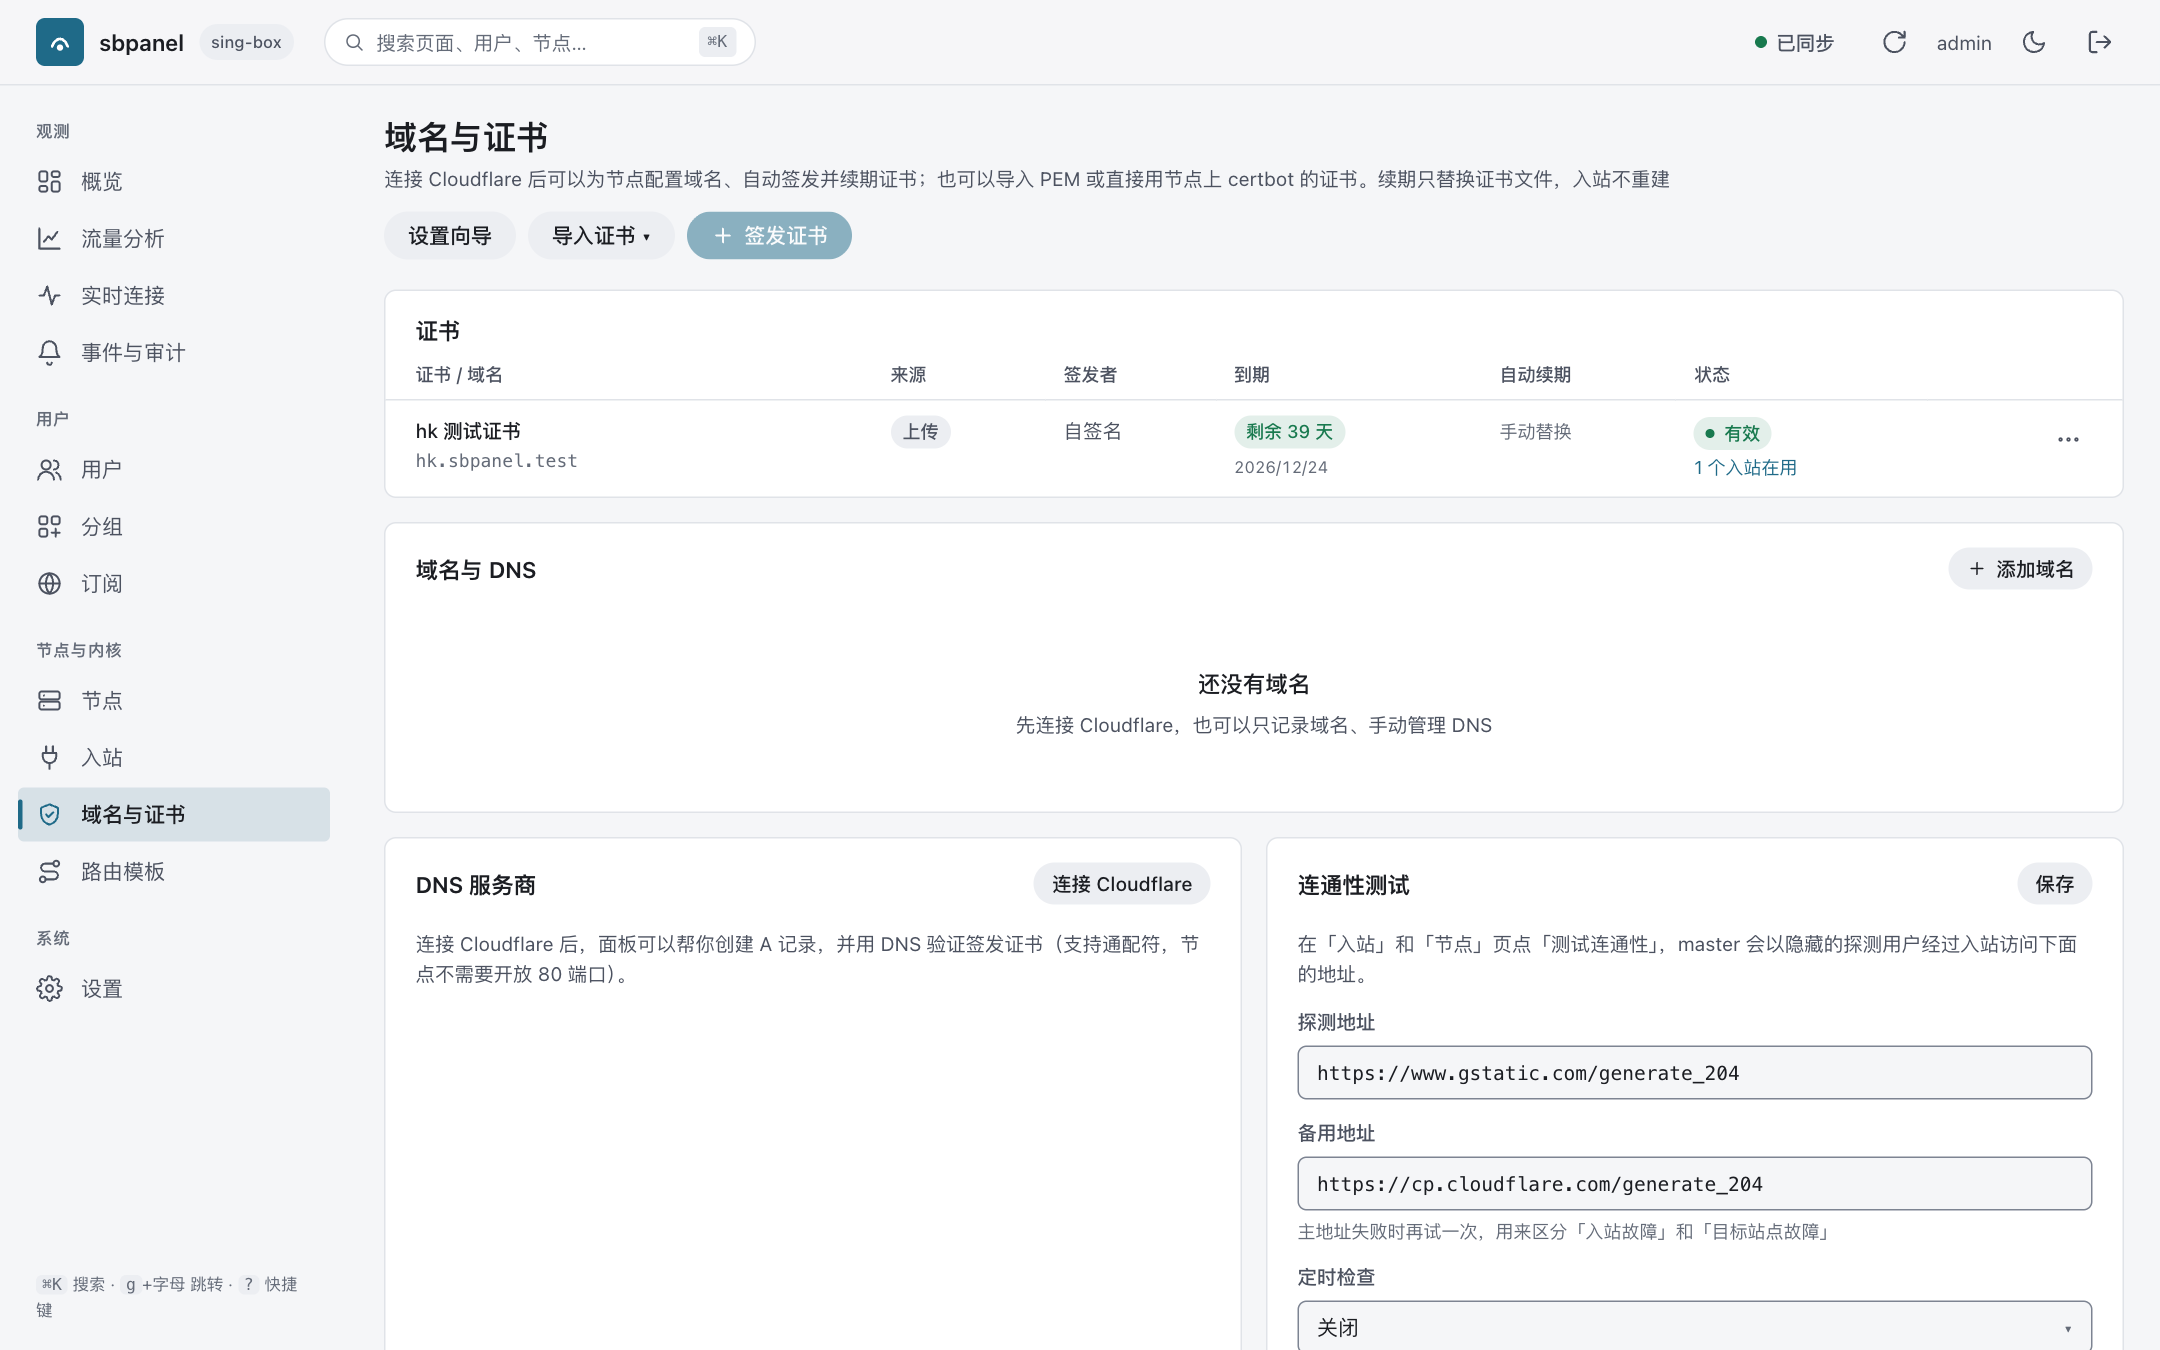 sbpanel
sing-box
搜索页面、用户、节点...
⌘K
已同步
admin
观测
概览
流量分析
实时连接
事件与审计
用户
用户
分组
订阅
节点与内核
节点
入站
域名与证书
路由模板
系统
设置
⌘K 搜索 · g +字母 跳转 · ? 快捷
键
域名与证书
连接 Cloudflare 后可以为节点配置域名、自动签发并续期证书；也可以导入 PEM 或直接用节点上 certbot 的证书。续期只替换证书文件，入站不重建
设置向导
导入证书 ▾
+ 签发证书
证书
证书 / 域名 来源 签发者 到期 自动续期 状态
hk 测试证书 上传 自签名 剩余 39 天 手动替换 有效
hk.sbpanel.test 2026/12/24 1 个入站在用
域名与 DNS
+ 添加域名
还没有域名
先连接 Cloudflare，也可以只记录域名、手动管理 DNS
DNS 服务商
连接 Cloudflare
连接 Cloudflare 后，面板可以帮你创建 A 记录，并用 DNS 验证签发证书（支持通配符，节
点不需要开放 80 端口）。
连通性测试
保存
在「入站」和「节点」页点「测试连通性」，master 会以隐藏的探测用户经过入站访问下面
的地址。
探测地址
https://www.gstatic.com/generate_204
备用地址
https://cp.cloudflare.com/generate_204
主地址失败时再试一次，用来区分「入站故障」和「目标站点故障」
定时检查
关闭